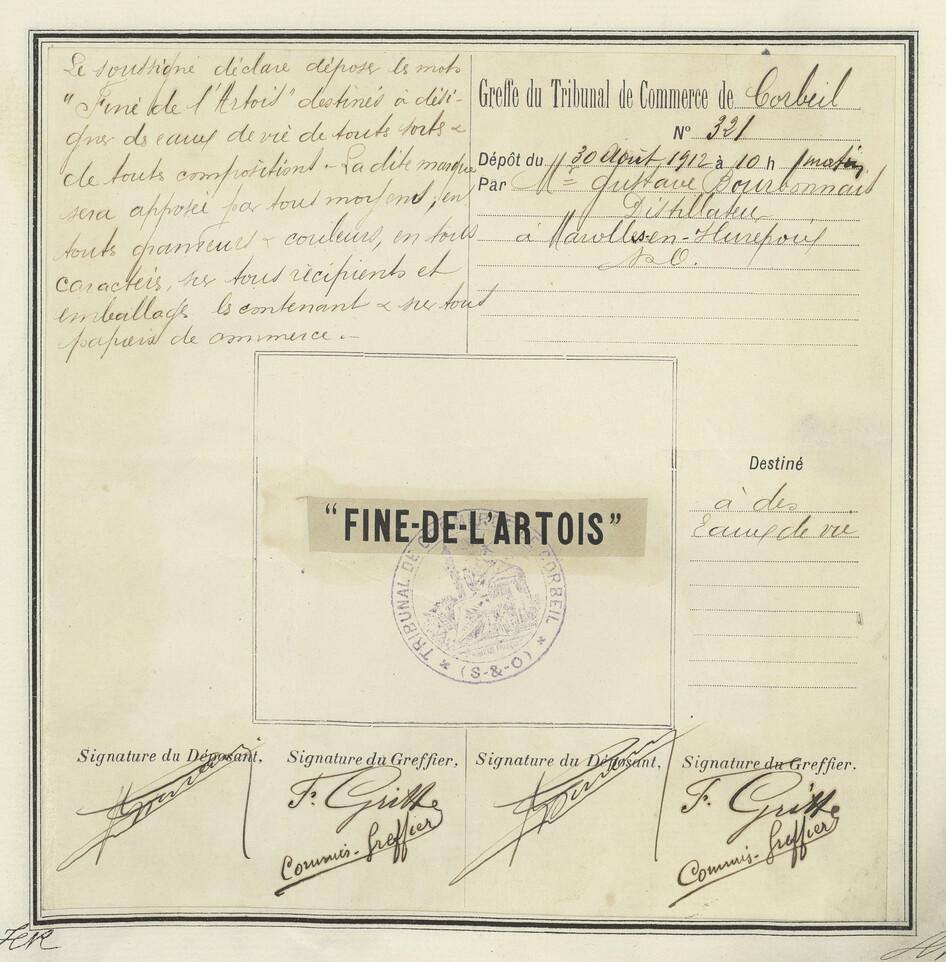 Le soussigné déclare déposer les mots
"Fine de l'Artois" destinés à dési-
gner des eaux de vie de toutes sortes &
de toutes compositions - La dite marque
sera apposée par tous moyens, en
toutes grandeurs & couleurs, en tous
caractères, sur tous récipients et
emballages les contenant & sur tous
papiers de commerce. -
Greffe du Tribunal de Commerce de Corbeil
N° 321
Dépôt du 30 Août 1912 à 10 h matin
Par Mr Gustave Bourbonnais
Distillateur
à Marolles-en-Hurepoix
S&O.
"FINE-DE-L'ARTOIS"
TRIBUNAL DE COMMERCE DE CORBEIL
* (S-&-O) *
Destiné
à des
Eaux de vie
Signature du Déposant,
Signature du Greffier,
F. Gritte
Commis-Greffier
Signature du Déposant,
Signature du Greffier.
F. Gritte
Commis-Greffier